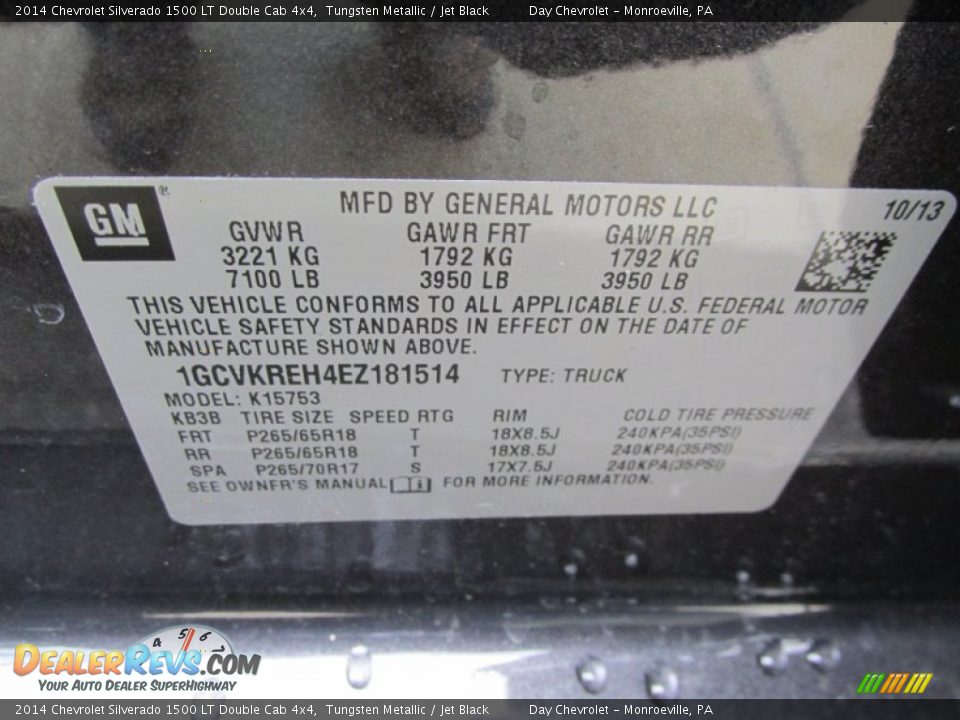 2014 Chevrolet Silverado 1500 LT Double Cab 4x4, Tungsten Metallic / Jet Black Day Chevrolet - Monroeville, PA
GM
MFD BY GENERAL MOTORS LLC 10/13
GVWR GAWR FRT GAWR RR
3221 KG 1792 KG 1792 KG
7100 LB 3950 LB 3950 LB
THIS VEHICLE CONFORMS TO ALL APPLICABLE U.S. FEDERAL MOTOR
VEHICLE SAFETY STANDARDS IN EFFECT ON THE DATE OF
MANUFACTURE SHOWN ABOVE.
1GCVKREH4EZ181514 TYPE: TRUCK
MODEL: K15753
KB3B TIRE SIZE SPEED RTG RIM COLD TIRE PRESSURE
FRT P265/65R18 T 18X8.5J 240KPA(35PSI)
RR P265/65R18 T 18X8.5J 240KPA(35PSI)
SPA P265/70R17 S 17X7.5J 240KPA(35PSI)
SEE OWNER'S MANUAL FOR MORE INFORMATION.
4 5 6
DEALERREVS.COM
YOUR AUTO DEALER SUPERHIGHWAY
2014 Chevrolet Silverado 1500 LT Double Cab 4x4, Tungsten Metallic / Jet Black Day Chevrolet - Monroeville, PA